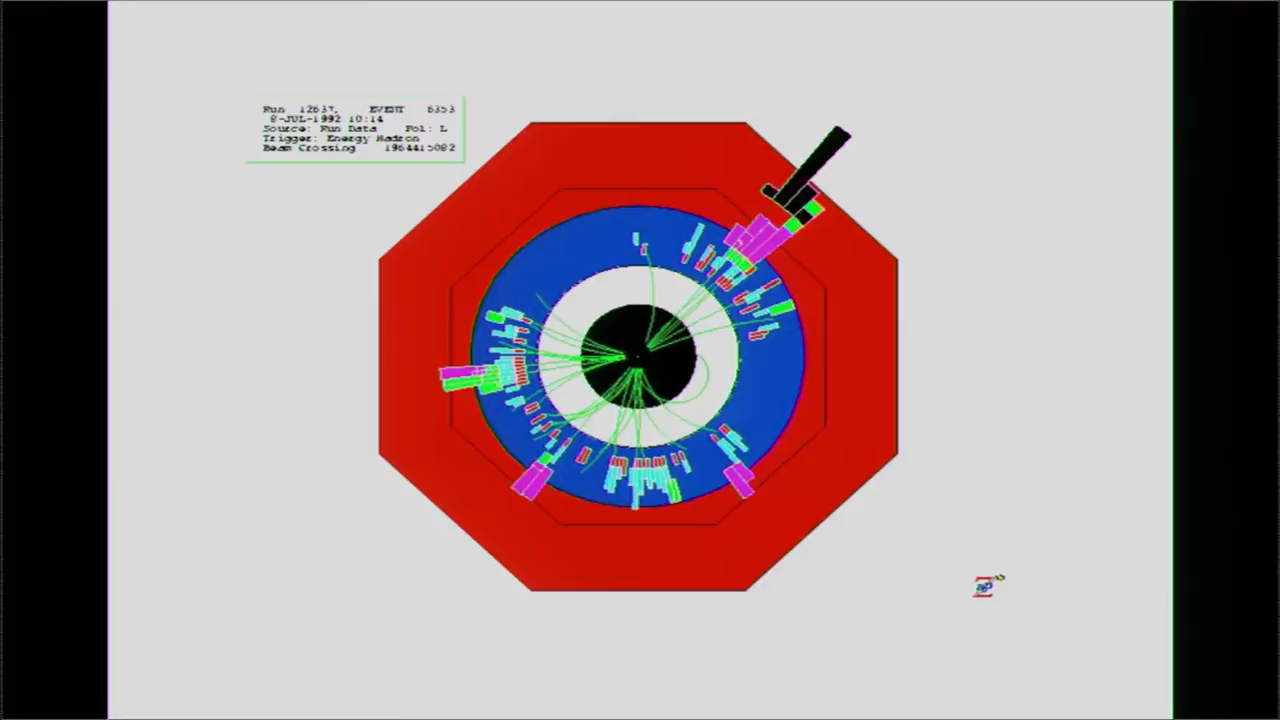 Run 12637, EVENT 6353
8-JUL-1992 10:14
Source: Run Data Pol: L
Trigger: Energy Hadron
Beam Crossing 1964415082